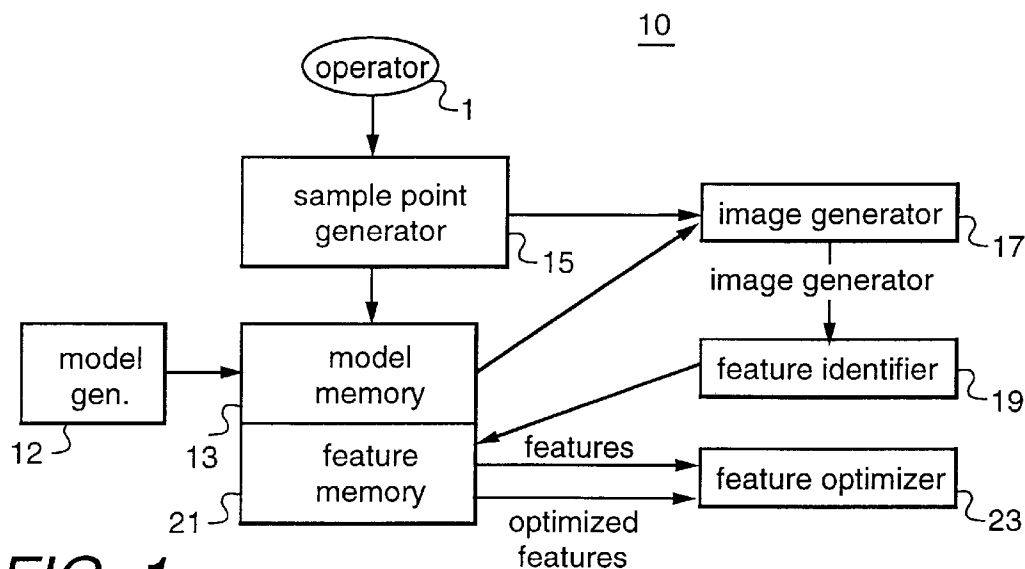 10
operator
1
sample point
generator
15
image generator
17
image generator
model
gen.
12
model
memory
13
feature identifier
19
feature
memory
21
features
optimized
features
feature optimizer
23
FIG. 1